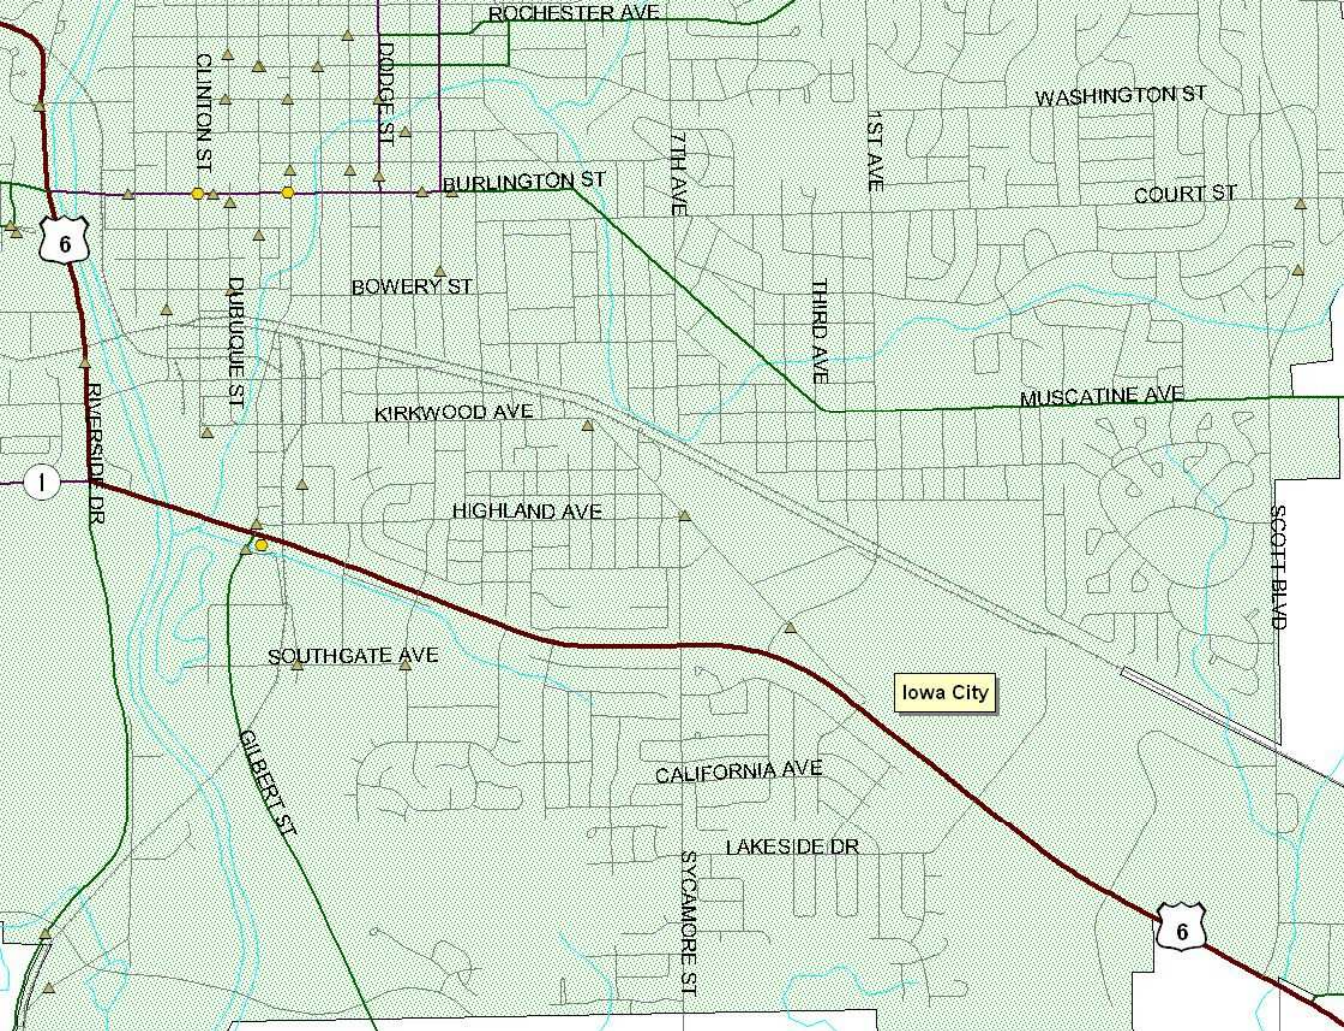 ROCHESTER AVE
CLINTON ST
DODGE ST
WASHINGTON ST
7TH AVE
1ST AVE
BURLINGTON ST
COURT ST
6
DUBUQUE ST
BOWERY ST
THIRD AVE
RIVERSIDE DR
KIRKWOOD AVE
MUSCATINE AVE
1
HIGHLAND AVE
SCOTT BLVD
SOUTHGATE AVE
Iowa City
GILBERT ST
CALIFORNIA AVE
LAKESIDE DR
SYCAMORE ST
6